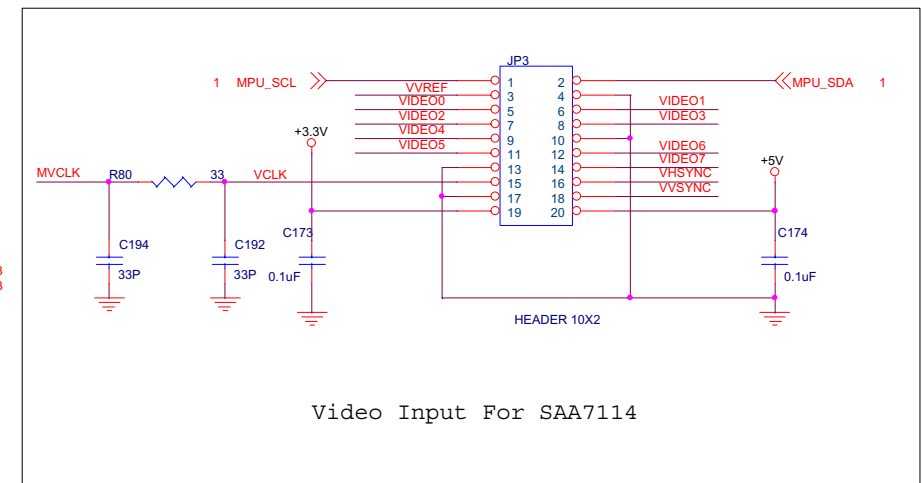 JP3
1 MPU_SCL 1 2 MPU_SDA 1
VVREF 3 4
VIDEO0 5 6 VIDEO1
VIDEO2 7 8 VIDEO3
+3.3V VIDEO4 9 10
VIDEO5 11 12 VIDEO6
13 14 VIDEO7 +5V
MVCLK R80 33 VCLK 15 16 VHSYNC
17 18 VVSYNC
19 20
C194 C192 C173 C174
33P 33P 0.1uF 0.1uF
HEADER 10X2
Video Input For SAA7114